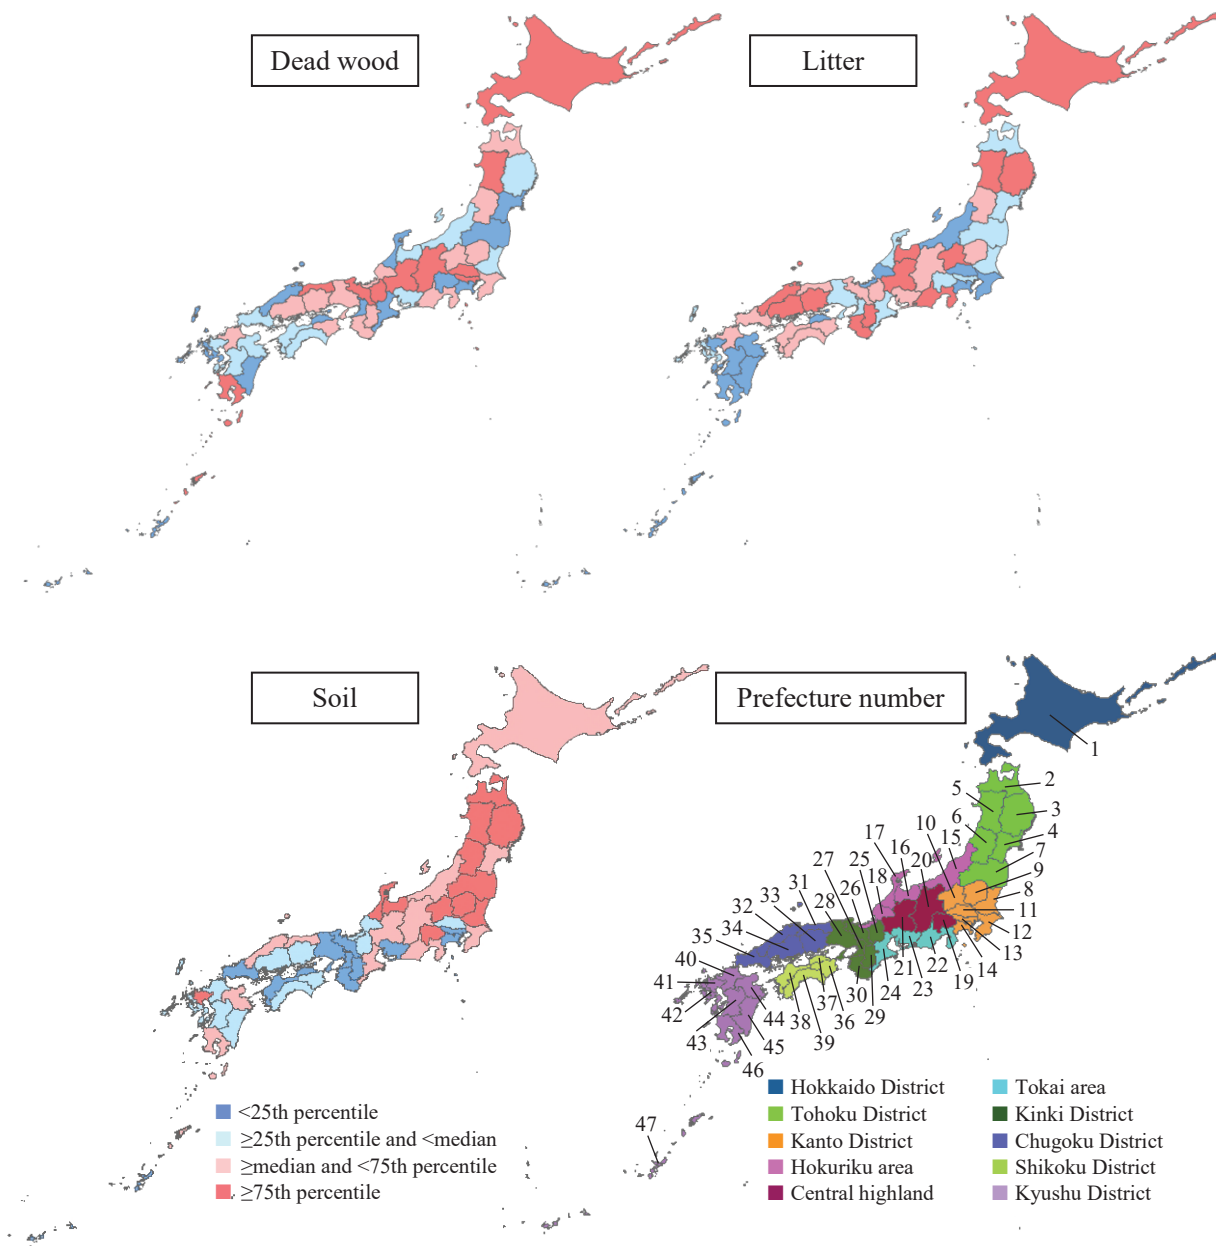 Dead wood
Litter
Soil
Prefecture number
1
2
5
3
6
4
10
17
15
7
16
20
25
9
27
18
26
8
31
33
28
11
32
34
12
35
13
40
14
41
21
22
19
30
24
23
37
42
29
38
36
44
39
43
45
46
47
<25th percentile
≥25th percentile and <median
≥median and <75th percentile
≥75th percentile
Hokkaido District
Tohoku District
Kanto District
Hokuriku area
Central highland
Tokai area
Kinki District
Chugoku District
Shikoku District
Kyushu District